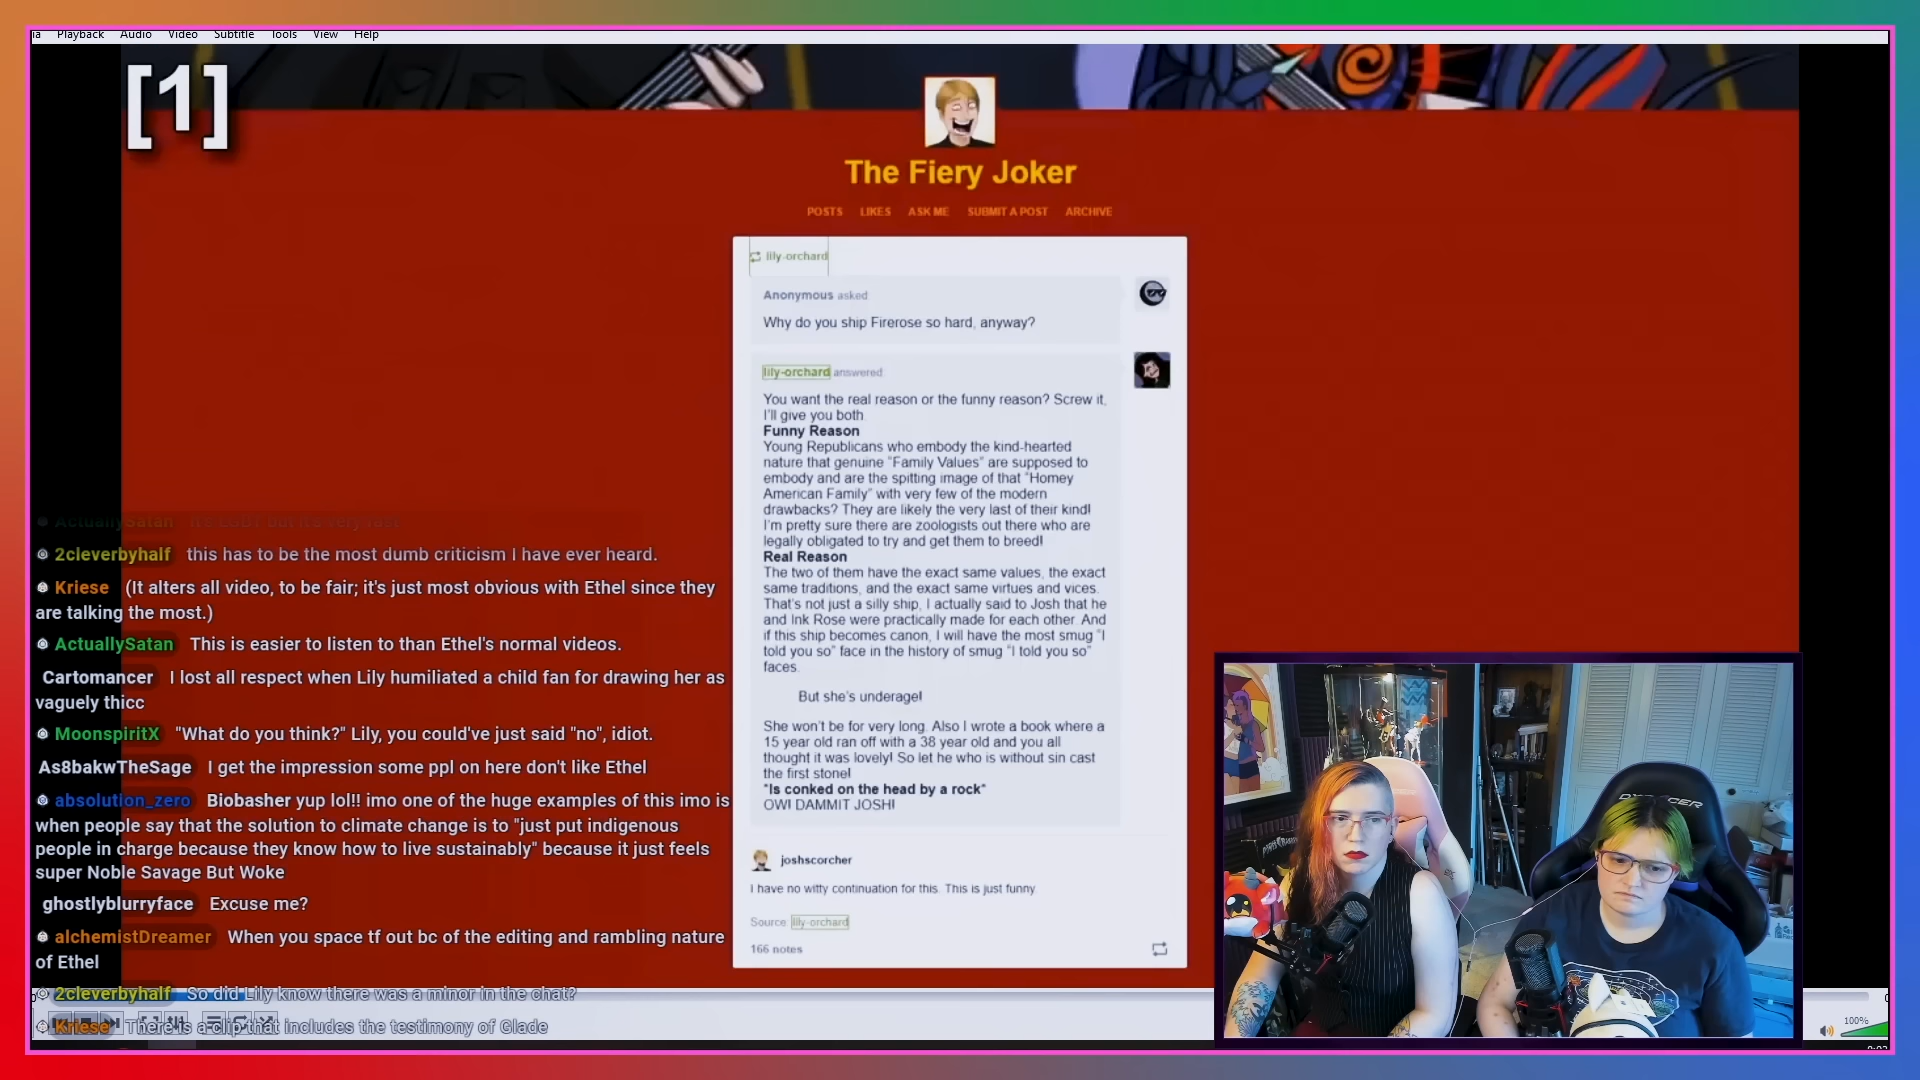 ia Playback Audio Video Subtitle Tools View Help
[1]
The Fiery Joker
POSTS LIKES ASK ME SUBMIT A POST ARCHIVE
lily-orchard
Anonymous asked
Why do you ship Firerose so hard, anyway?
lily-orchard answered
You want the real reason or the funny reason? Screw it,
I'll give you both.
Funny Reason
Young Republicans who embody the kind-hearted
nature that genuine "Family Values" are supposed to
embody and are the spitting image of that "Homey
American Family" with very few of the modern
drawbacks? They are likely the very last of their kind!
I'm pretty sure there are zoologists out there who are
legally obligated to try and get them to breed!
Real Reason
The two of them have the exact same values, the exact
same traditions, and the exact same virtues and vices.
That's not just a silly ship, I actually said to Josh that he
and Ink Rose were practically made for each other. And
if this ship becomes canon, I will have the most smug "I
told you so" face in the history of smug "I told you so"
faces.
But she's underage!
She won't be for very long. Also I wrote a book where a
15 year old ran off with a 38 year old and you all
thought it was lovely! So let he who is without sin cast
the first stone!
*Is conked on the head by a rock*
OW! DAMMIT JOSH!
joshscorcher
I have no witty continuation for this. This is just funny.
Source: lily-orchard
166 notes
ActuallySatan
2cleverbyhalf this has to be the most dumb criticism I have ever heard.
Kriese (It alters all video, to be fair; it's just most obvious with Ethel since they
are talking the most.)
ActuallySatan This is easier to listen to than Ethel's normal videos.
Cartomancer I lost all respect when Lily humiliated a child fan for drawing her as
vaguely thicc
MoonspiritX "What do you think?" Lily, you could've just said "no", idiot.
As8bakwTheSage I get the impression some ppl on here don't like Ethel
absolution_zero Biobasher yup lol!! imo one of the huge examples of this imo is
when people say that the solution to climate change is to "just put indigenous
people in charge because they know how to live sustainably" because it just feels
super Noble Savage But Woke
ghostlyblurryface Excuse me?
alchemistDreamer When you space tf out bc of the editing and rambling nature
of Ethel
2cleverbyhalf So did Lily know there was a minor in the chat?
Kriese There is a clip that includes the testimony of Glade
DXRACER
100%